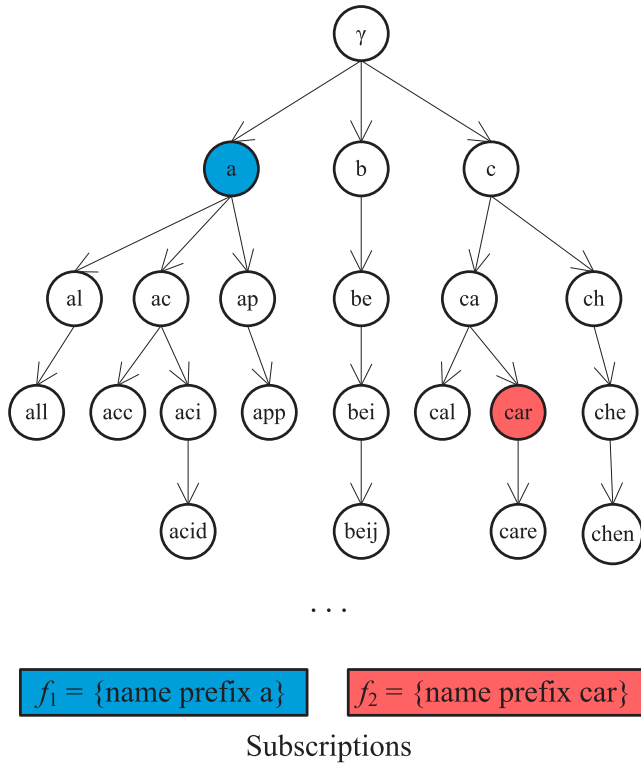 γ
a b c
al ac ap be ca ch
all acc aci app bei cal car che
acid beij care chen
...
f1 = {name prefix a} f2 = {name prefix car}
Subscriptions